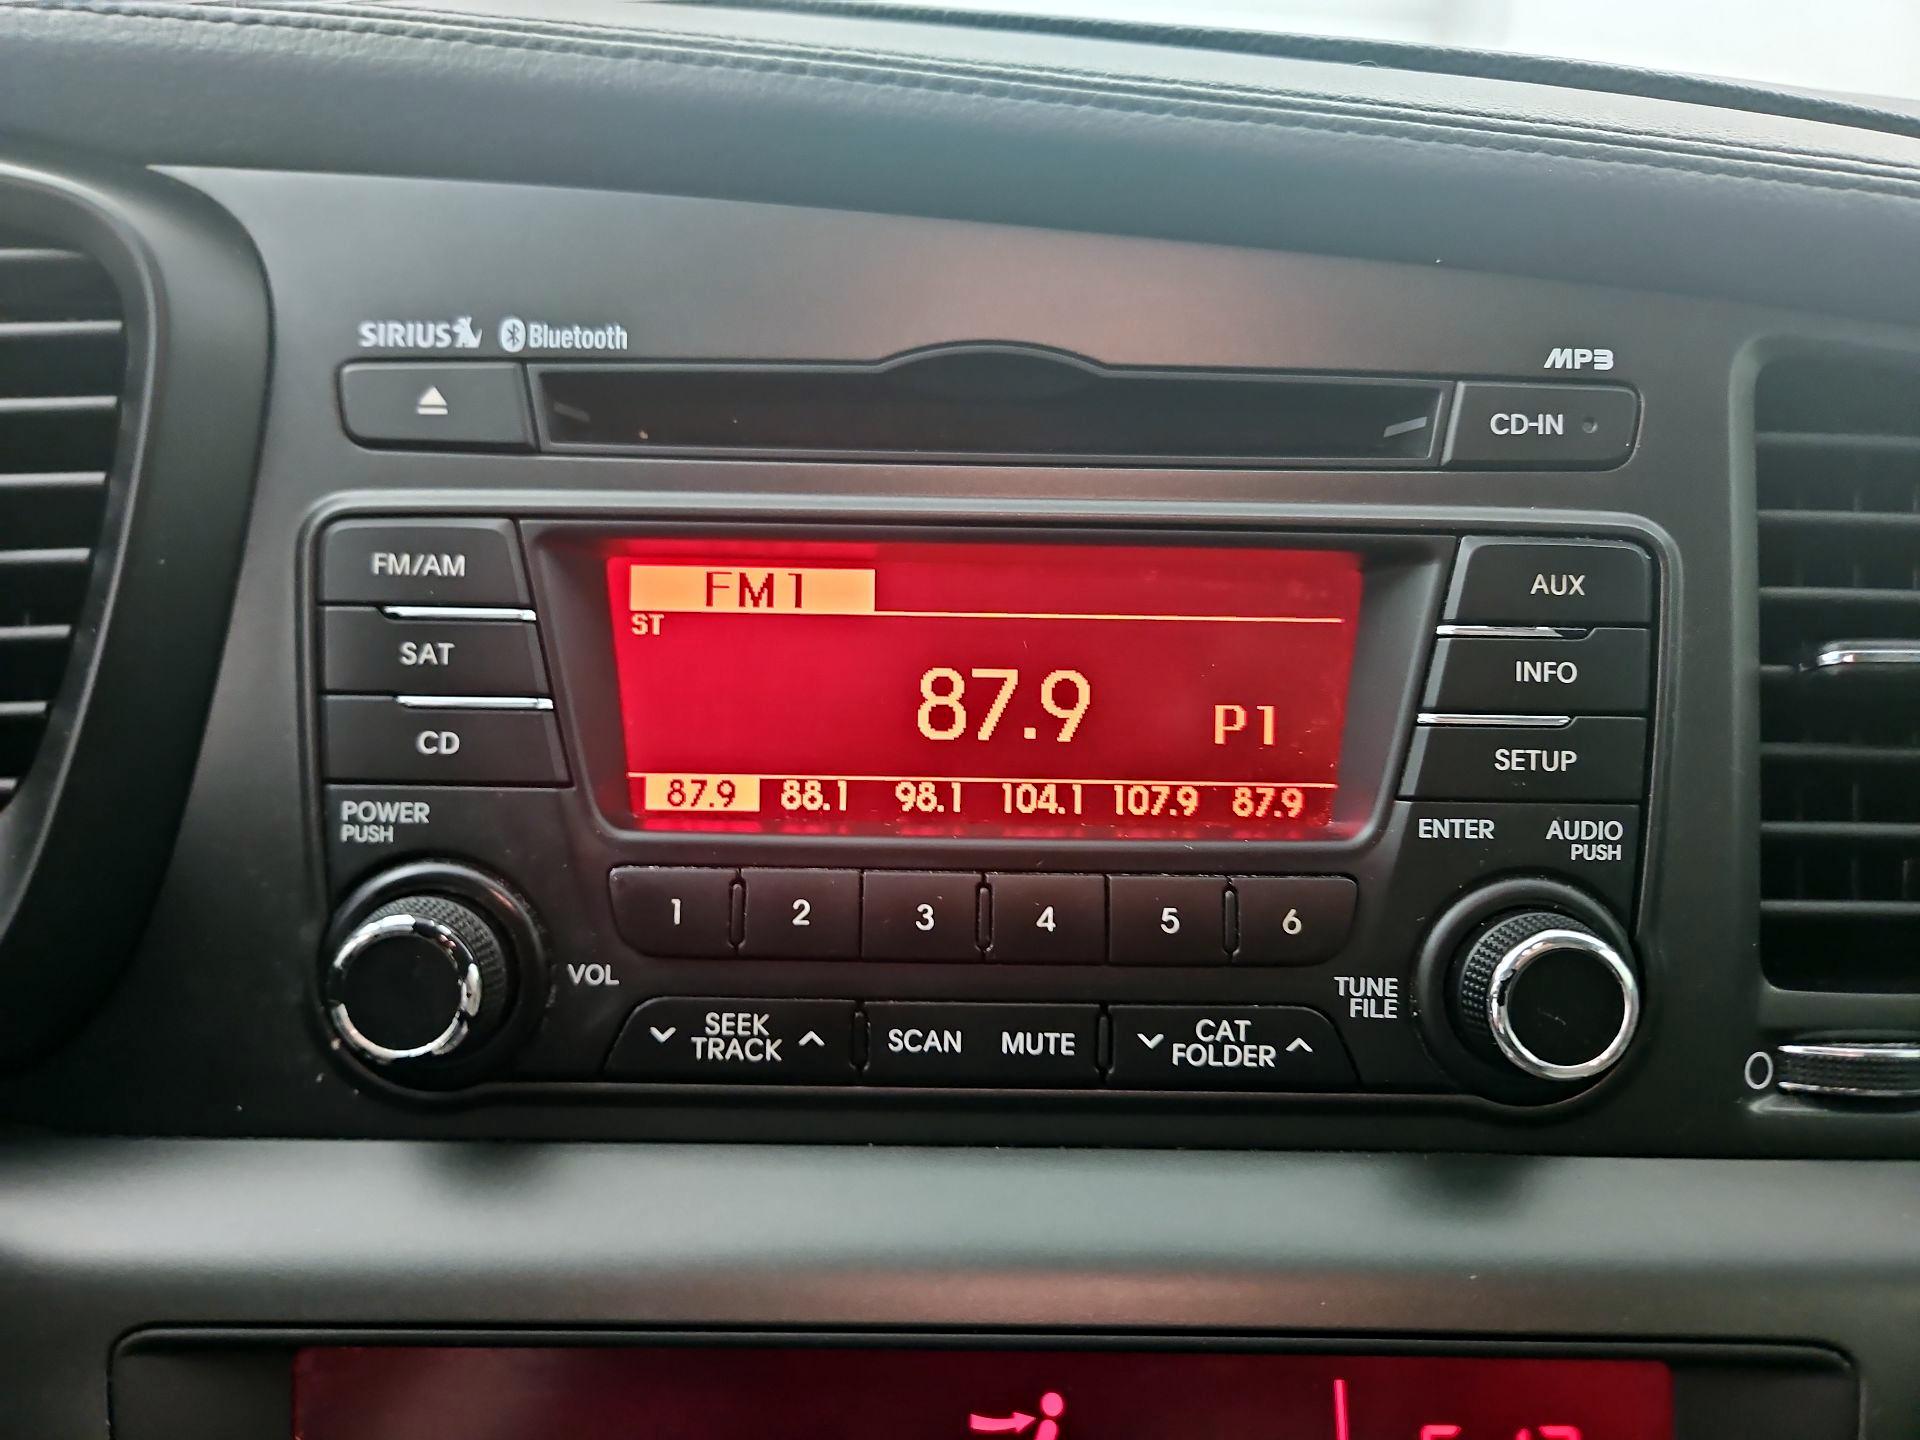 SIRIUS Bluetooth
MP3
CD-IN
FM/AM
SAT
CD
FM1
ST
87.9 P1
87.9 88.1 98.1 104.1 107.9 87.9
AUX
INFO
SETUP
POWER
PUSH
VOL
1 2 3 4 5 6
ENTER
AUDIO
PUSH
TUNE
FILE
SEEK
TRACK
SCAN MUTE
CAT
FOLDER